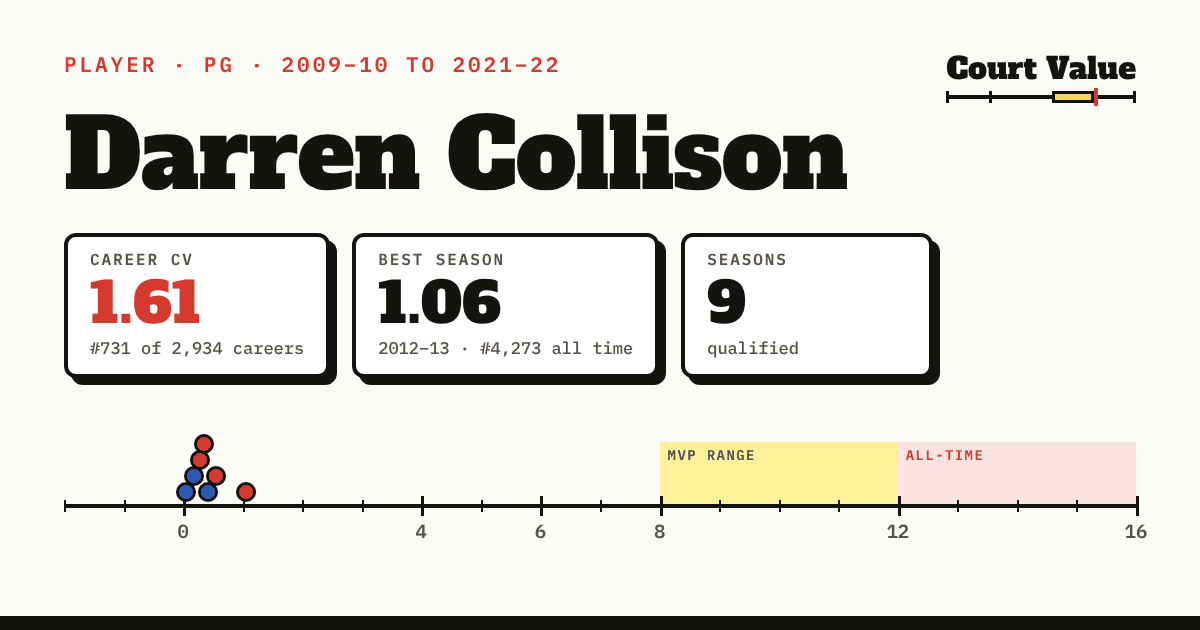 PLAYER · PG · 2009–10 TO 2021–22
Court Value
Darren Collison
CAREER CV
1.61
#731 of 2,934 careers
BEST SEASON
1.06
2012–13 · #4,273 all time
SEASONS
9
qualified
MVP RANGE
ALL-TIME
0 4 6 8 12 16